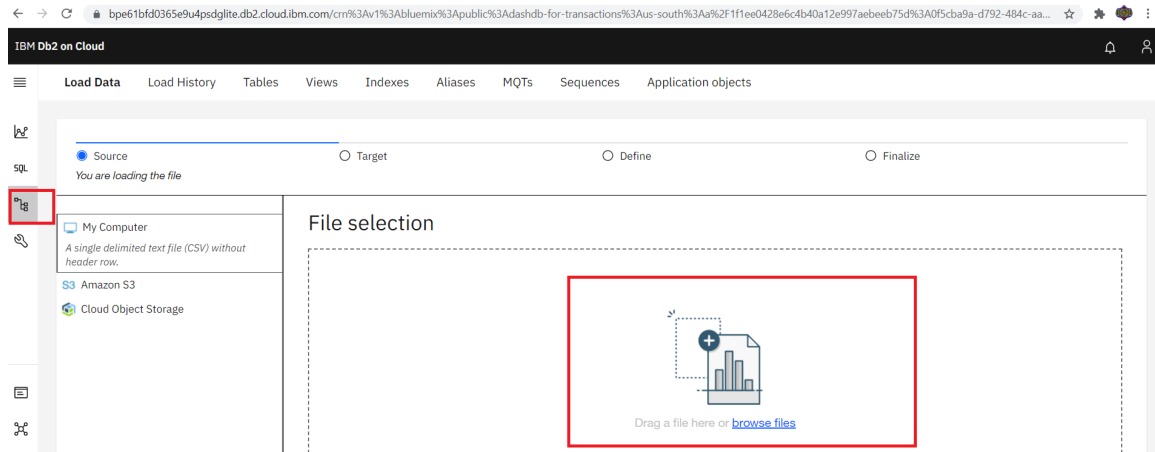 bpe61bfd0365e9u4psdglite.db2.cloud.ibm.com/crn%3Av1%3Abluemix%3Apublic%3Adashdb-for-transactions%3Aus-south%3Aa%2F1f1ee0428e6c4b40a12e997aebeeb75d%3A0f5cba9a-d792-484c-aa...
IBM Db2 on Cloud
Load Data Load History Tables Views Indexes Aliases MQTs Sequences Application objects
Source Target Define Finalize
You are loading the file
SQL
My Computer
A single delimited text file (CSV) without
header row.
S3 Amazon S3
Cloud Object Storage
File selection
Drag a file here or browse files